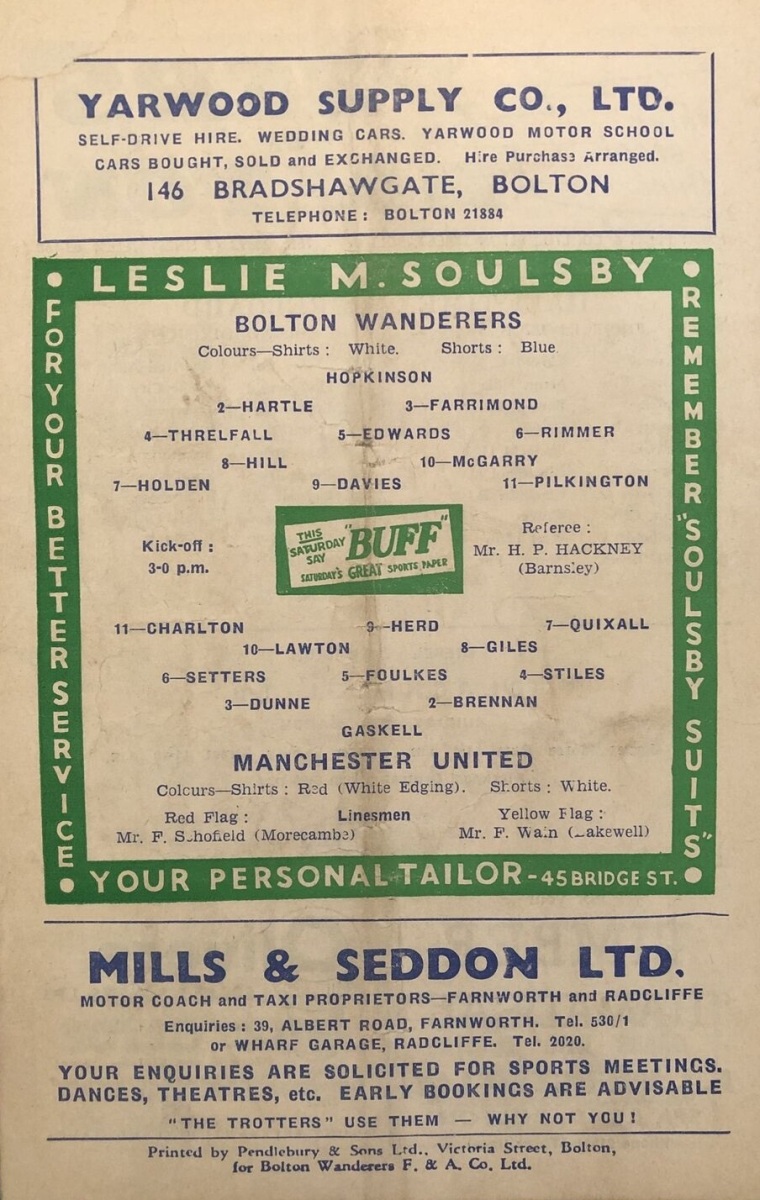 YARWOOD SUPPLY CO., LTD.
SELF-DRIVE HIRE. WEDDING CARS. YARWOOD MOTOR SCHOOL
CARS BOUGHT, SOLD and EXCHANGED. Hire Purchase Arranged.
146 BRADSHAWGATE, BOLTON
TELEPHONE: BOLTON 21884
LESLIE M. SOULSBY
FOR YOUR BETTER SERVICE
REMEMBER "SOULSBY SUITS"
BOLTON WANDERERS
Colours—Shirts: White. Shorts: Blue
HOPKINSON
2—HARTLE 3—FARRIMOND
4—THRELFALL 5—EDWARDS 6—RIMMER
8—HILL 10—McGARRY
7—HOLDEN 9—DAVIES 11—PILKINGTON
Kick-off:
3-0 p.m.
THIS
SATURDAY
SAY
"BUFF"
SATURDAY'S GREAT SPORTS PAPER
Referee:
Mr. H. P. HACKNEY
(Barnsley)
11—CHARLTON 9—HERD 7—QUIXALL
10—LAWTON 8—GILES
6—SETTERS 5—FOULKES 4—STILES
3—DUNNE 2—BRENNAN
GASKELL
MANCHESTER UNITED
Colours—Shirts: Red (White Edging). Shorts: White.
Red Flag: Linesmen Yellow Flag:
Mr. F. Schofield (Morecambe) Mr. F. Wain
YOUR PERSONAL TAILOR-45 BRIDGE ST.
MILLS & SEDDON LTD.
MOTOR COACH and TAXI PROPRIETORS—FARNWORTH and RADCLIFFE
Enquiries: 39, ALBERT ROAD, FARNWORTH. Tel. 530/1
or WHARF GARAGE, RADCLIFFE. Tel. 2020.
YOUR ENQUIRIES ARE SOLICITED FOR SPORTS MEETINGS.
DANCES, THEATRES, etc. EARLY BOOKINGS ARE ADVISABLE
"THE TROTTERS" USE THEM — WHY NOT YOU!
Printed by Pendlebury & Sons Ltd., Victoria Street, Bolton,
for Bolton Wanderers F. & A. Co. Ltd.